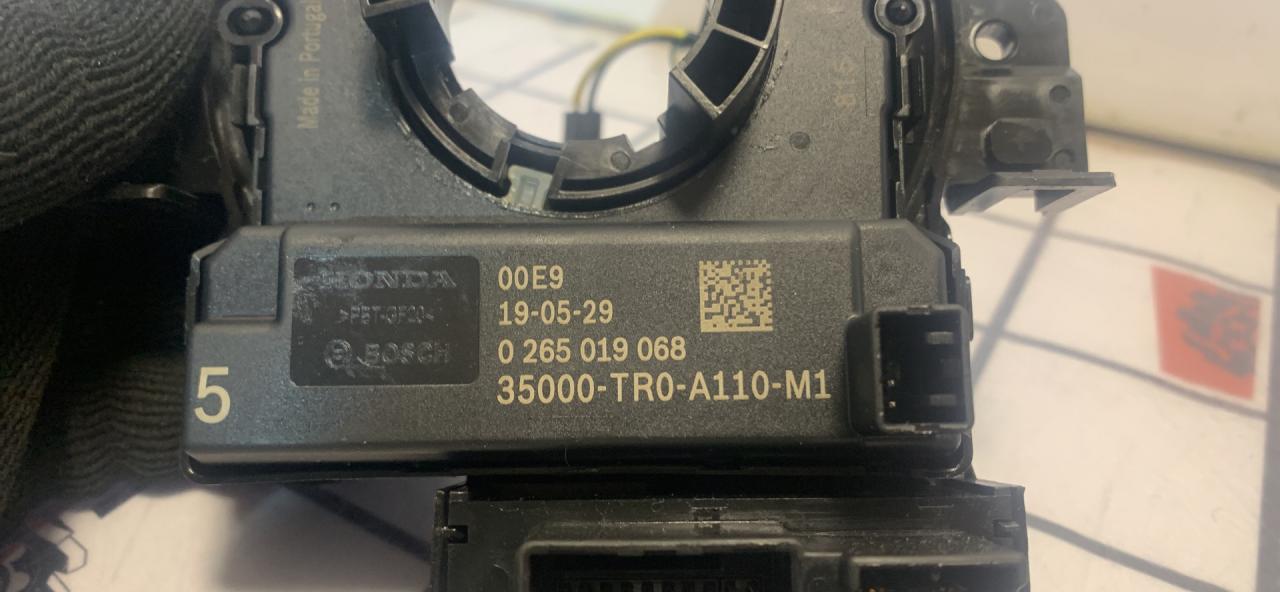 Made in Portugal
816
HONDA
>PBT-GF20<
BOSCH
00E9
19-05-29
0 265 019 068
35000-TR0-A110-M1
5